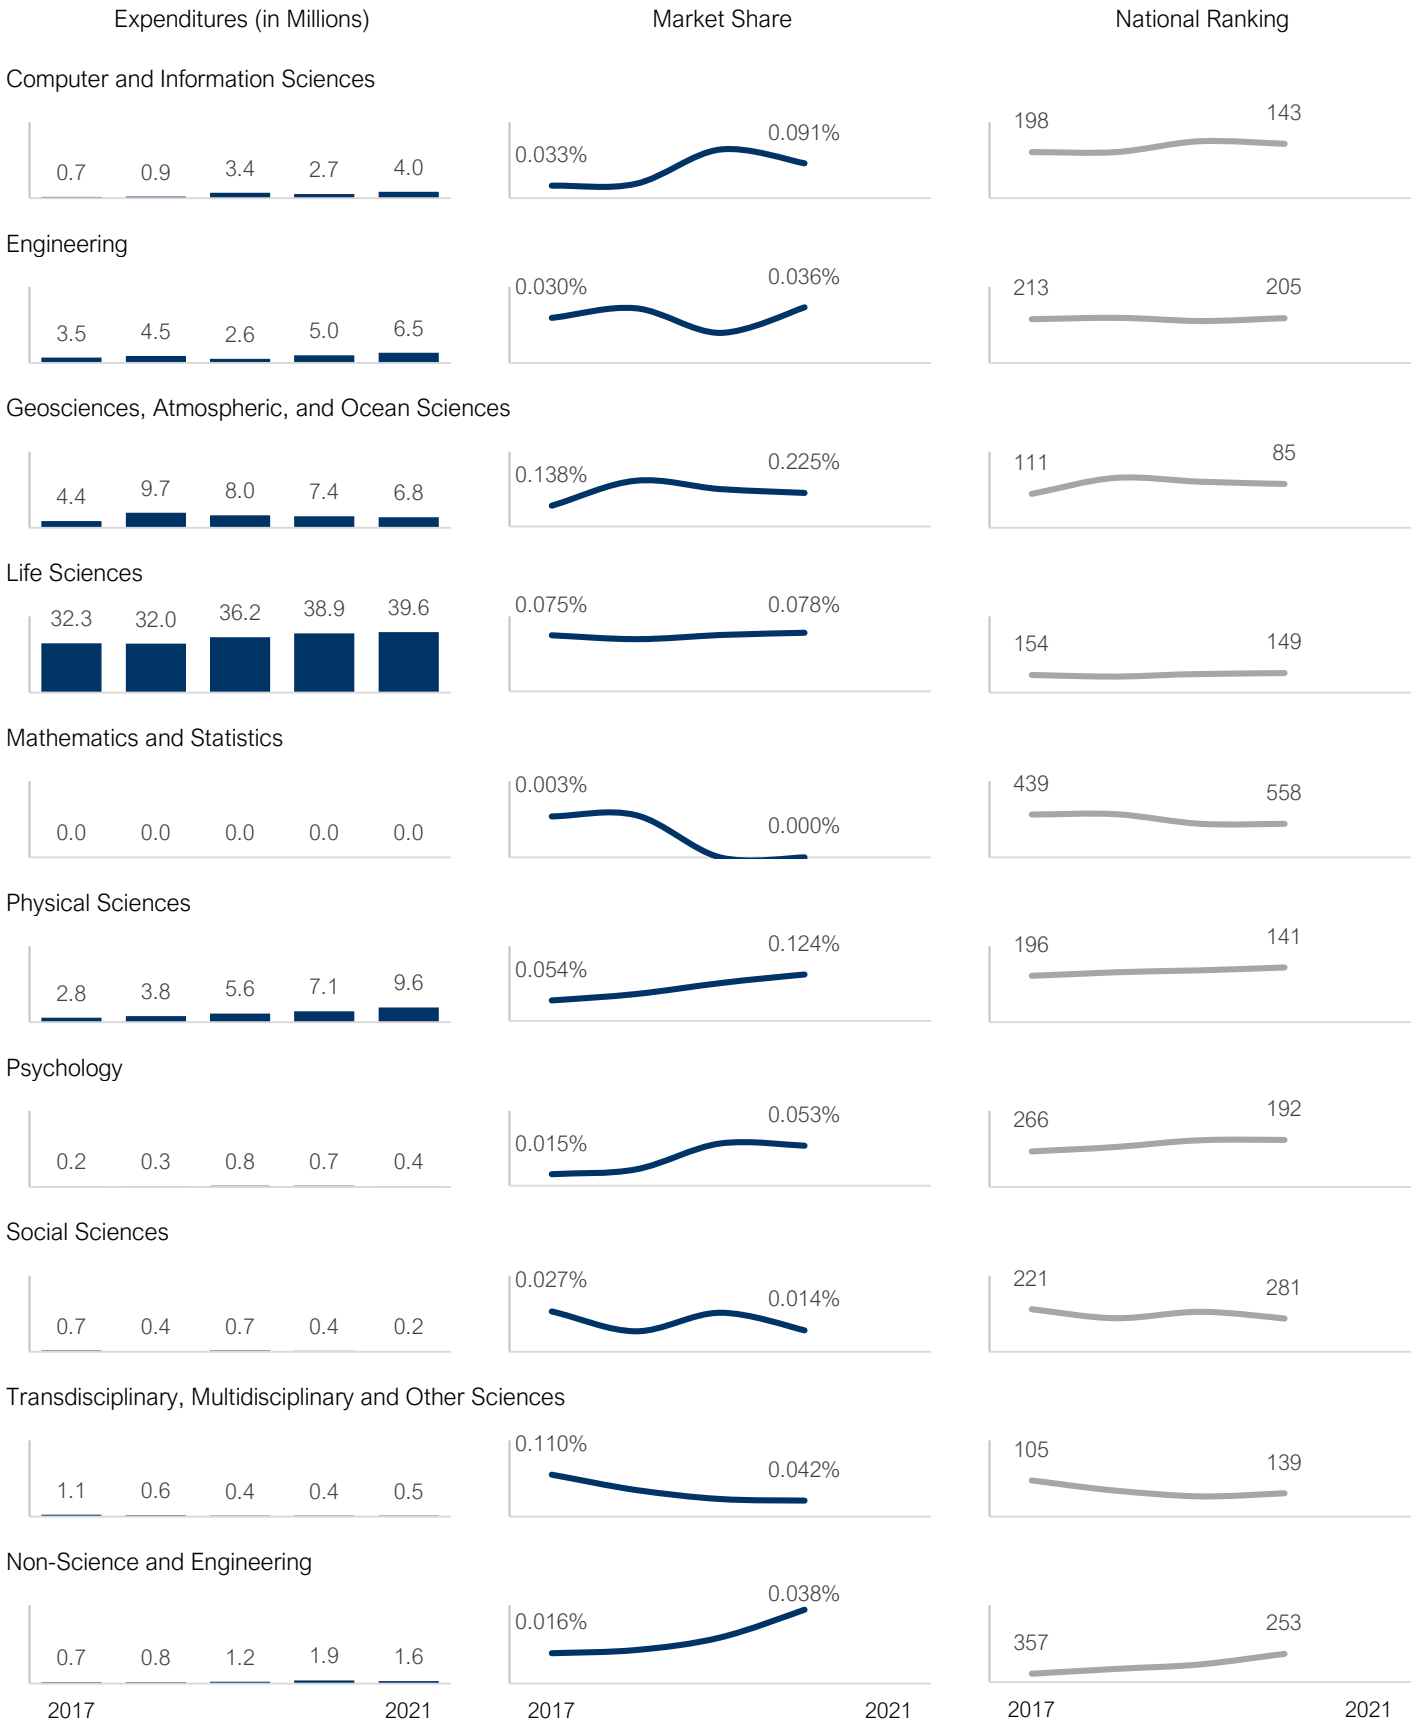 Expenditures (in Millions) Market Share National Ranking
Computer and Information Sciences
0.7 0.9 3.4 2.7 4.0 0.033% 0.091% 198 143
Engineering
3.5 4.5 2.6 5.0 6.5 0.030% 0.036% 213 205
Geosciences, Atmospheric, and Ocean Sciences
4.4 9.7 8.0 7.4 6.8 0.138% 0.225% 111 85
Life Sciences
32.3 32.0 36.2 38.9 39.6 0.075% 0.078% 154 149
Mathematics and Statistics
0.0 0.0 0.0 0.0 0.0 0.003% 0.000% 439 558
Physical Sciences
2.8 3.8 5.6 7.1 9.6 0.054% 0.124% 196 141
Psychology
0.2 0.3 0.8 0.7 0.4 0.015% 0.053% 266 192
Social Sciences
0.7 0.4 0.7 0.4 0.2 0.027% 0.014% 221 281
Transdisciplinary, Multidisciplinary and Other Sciences
1.1 0.6 0.4 0.4 0.5 0.110% 0.042% 105 139
Non-Science and Engineering
0.7 0.8 1.2 1.9 1.6 0.016% 0.038% 357 253
2017 2021 2017 2021 2017 2021